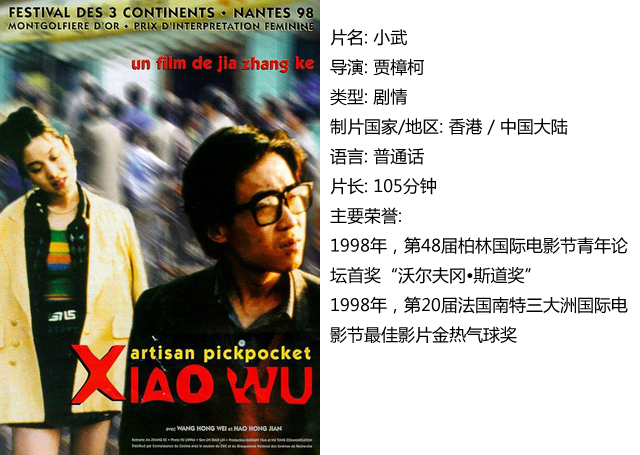 FESTIVAL DES 3 CONTINENTS • NANTES 98
MONTGOLFIERE D'OR • PRIX D'INTERPRETATION FEMININE
un film de jia zhang ke
artisan pickpocket
XIAO WU
avec WANG HONG WEI et HAO HONG JIAN
片名: 小武
导演: 贾樟柯
类型: 剧情
制片国家/地区: 香港 / 中国大陆
语言: 普通话
片长: 105分钟
主要荣誉:
1998年，第48届柏林国际电影节青年论
坛首奖“沃尔夫冈•斯道奖”
1998年，第20届法国南特三大洲国际电
影节最佳影片金热气球奖